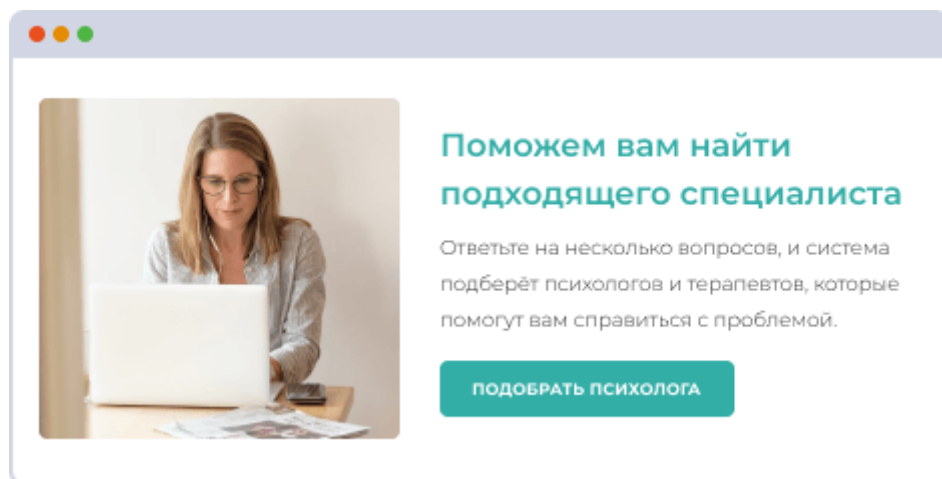 Поможем вам найти
подходящего специалиста
Ответьте на несколько вопросов, и система
подберёт психологов и терапевтов, которые
помогут вам справиться с проблемой.
ПОДОБРАТЬ ПСИХОЛОГА